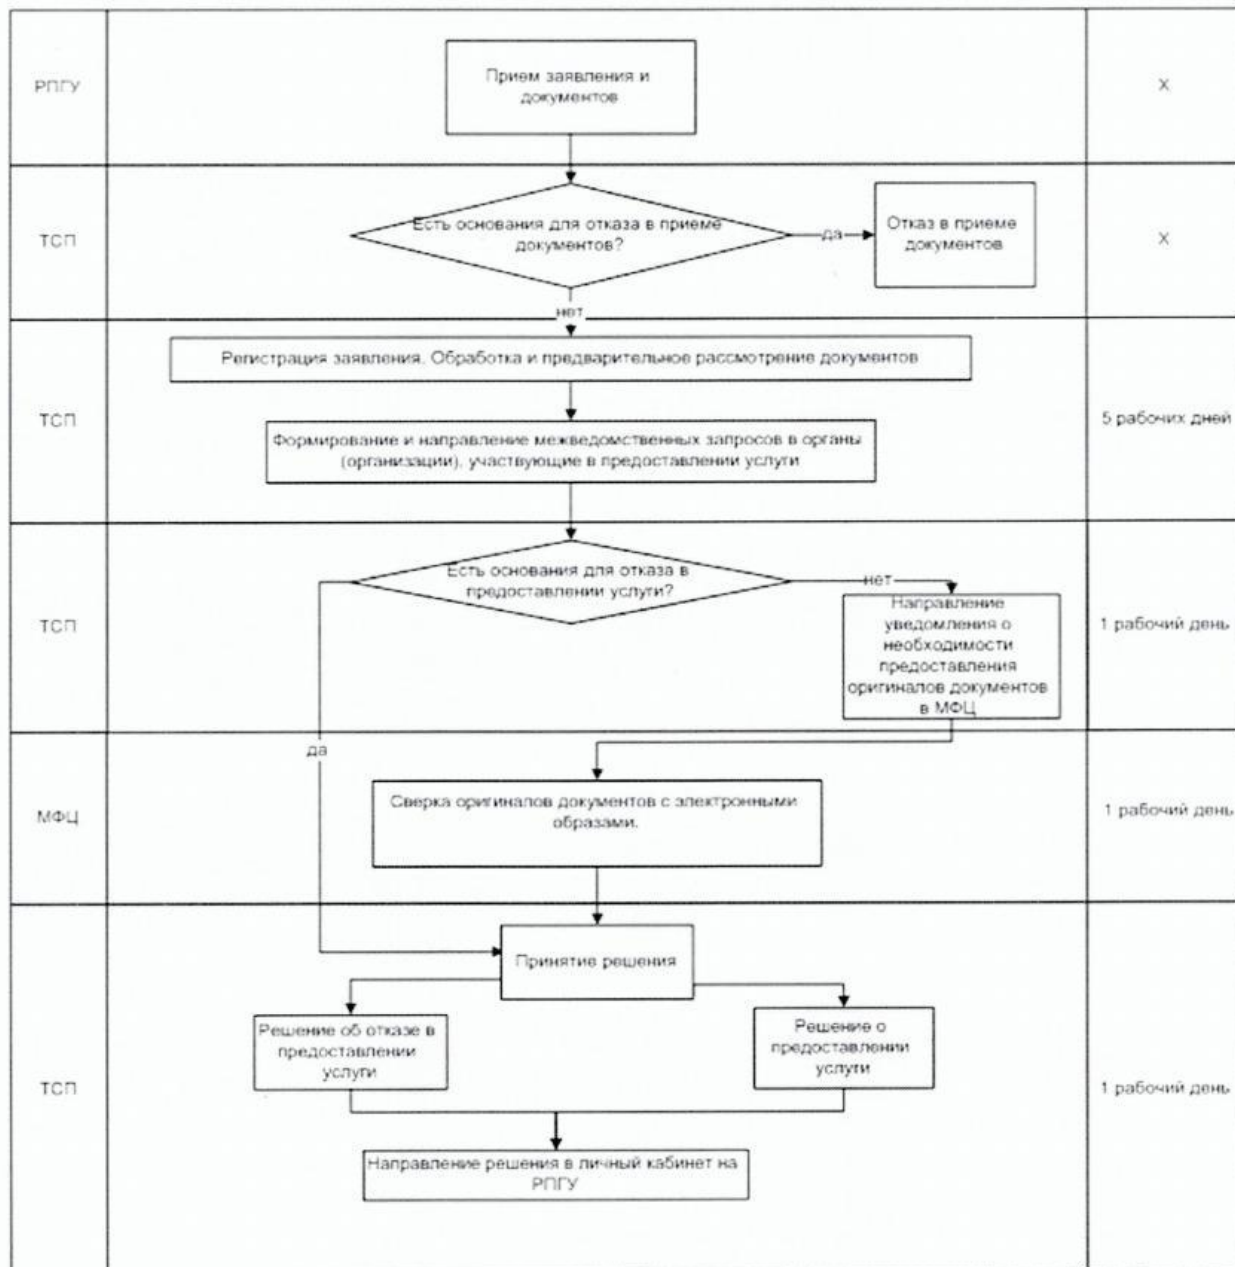 РПГУ
Прием заявления и
документов
X
ТСП
Есть основания для отказа в приеме
документов?
да
Отказ в приеме
документов
X
нет
ТСП
Регистрация заявления. Обработка и предварительное рассмотрение документов
Формирование и направление межведомственных запросов в органы
(организации), участвующие в предоставлении услуги
5 рабочих дней
ТСП
Есть основания для отказа в
предоставлении услуги?
нет
Направление
уведомления о
необходимости
предоставления
оригиналов документов
в МФЦ
1 рабочий день
да
МФЦ
Сверка оригиналов документов с электронными
образами.
1 рабочий день
ТСП
Принятие решения
Решение об отказе в
предоставлении
услуги
Решение о
предоставлении
услуги
1 рабочий день
Направление решения в личный кабинет на
РПГУ